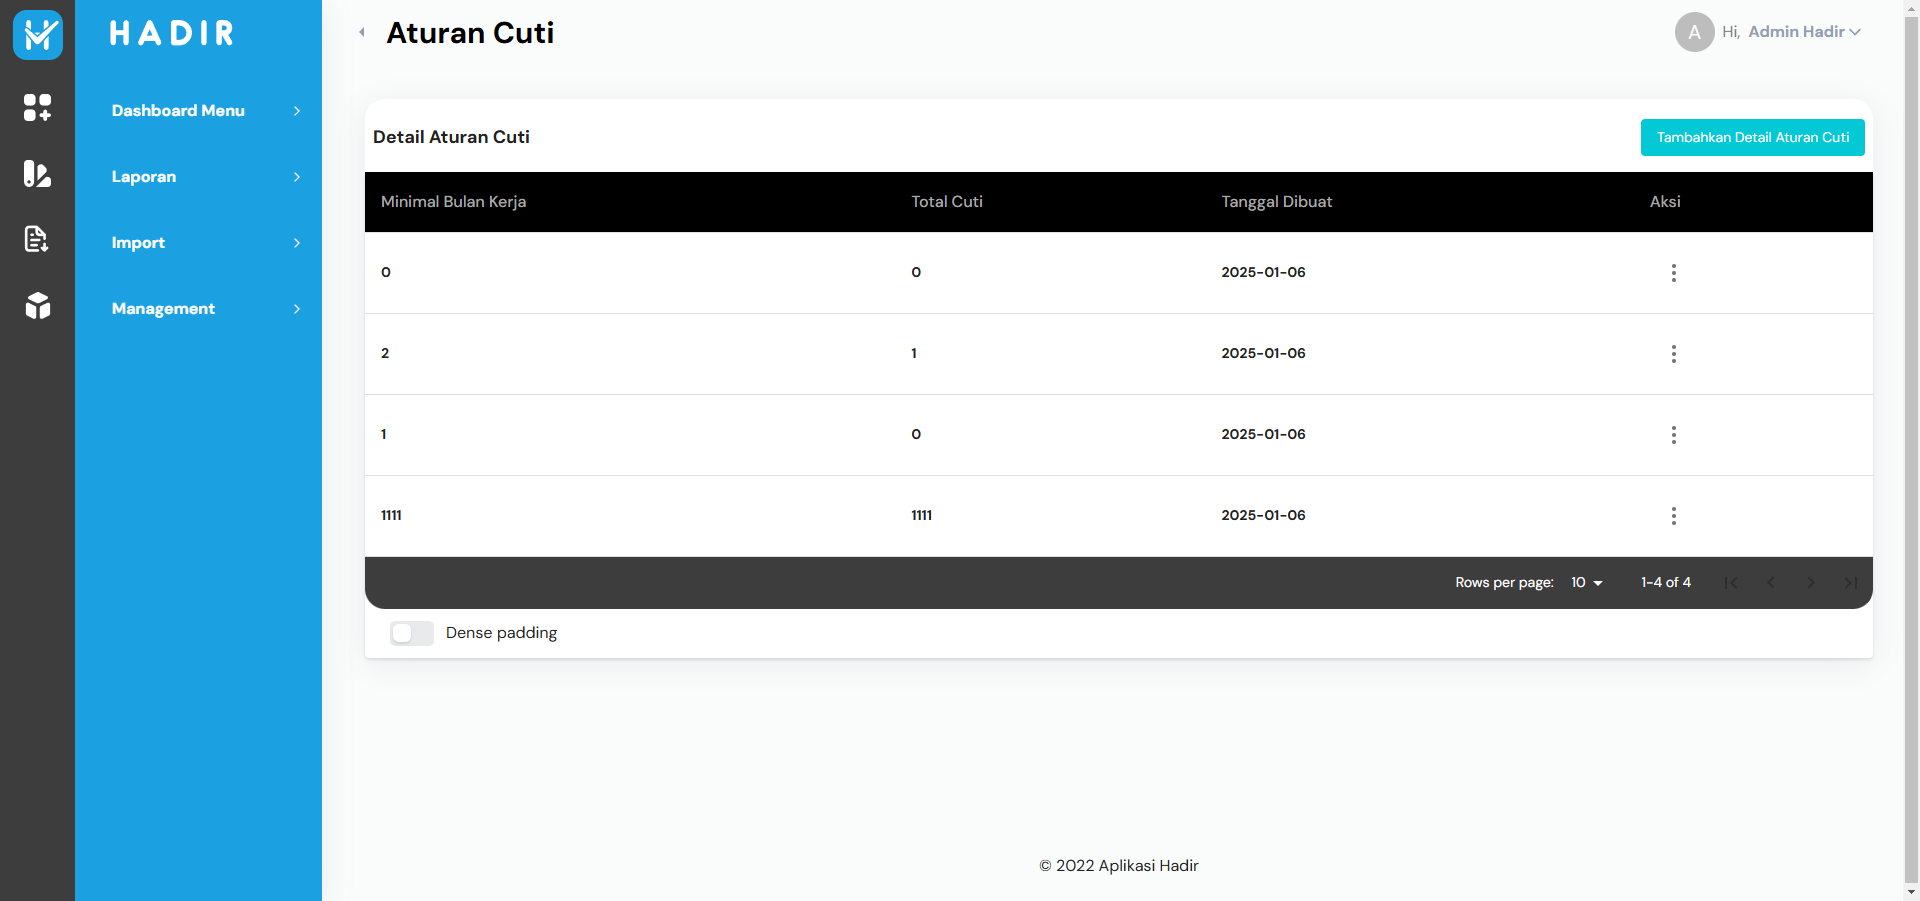 HADIR
Dashboard Menu
Laporan
Import
Management
Aturan Cuti
A Hi, Admin Hadir
Detail Aturan Cuti
Tambahkan Detail Aturan Cuti
Minimal Bulan Kerja Total Cuti Tanggal Dibuat Aksi
0 0 2025-01-06
2 1 2025-01-06
1 0 2025-01-06
1111 1111 2025-01-06
Rows per page: 10 1-4 of 4
Dense padding
© 2022 Aplikasi Hadir